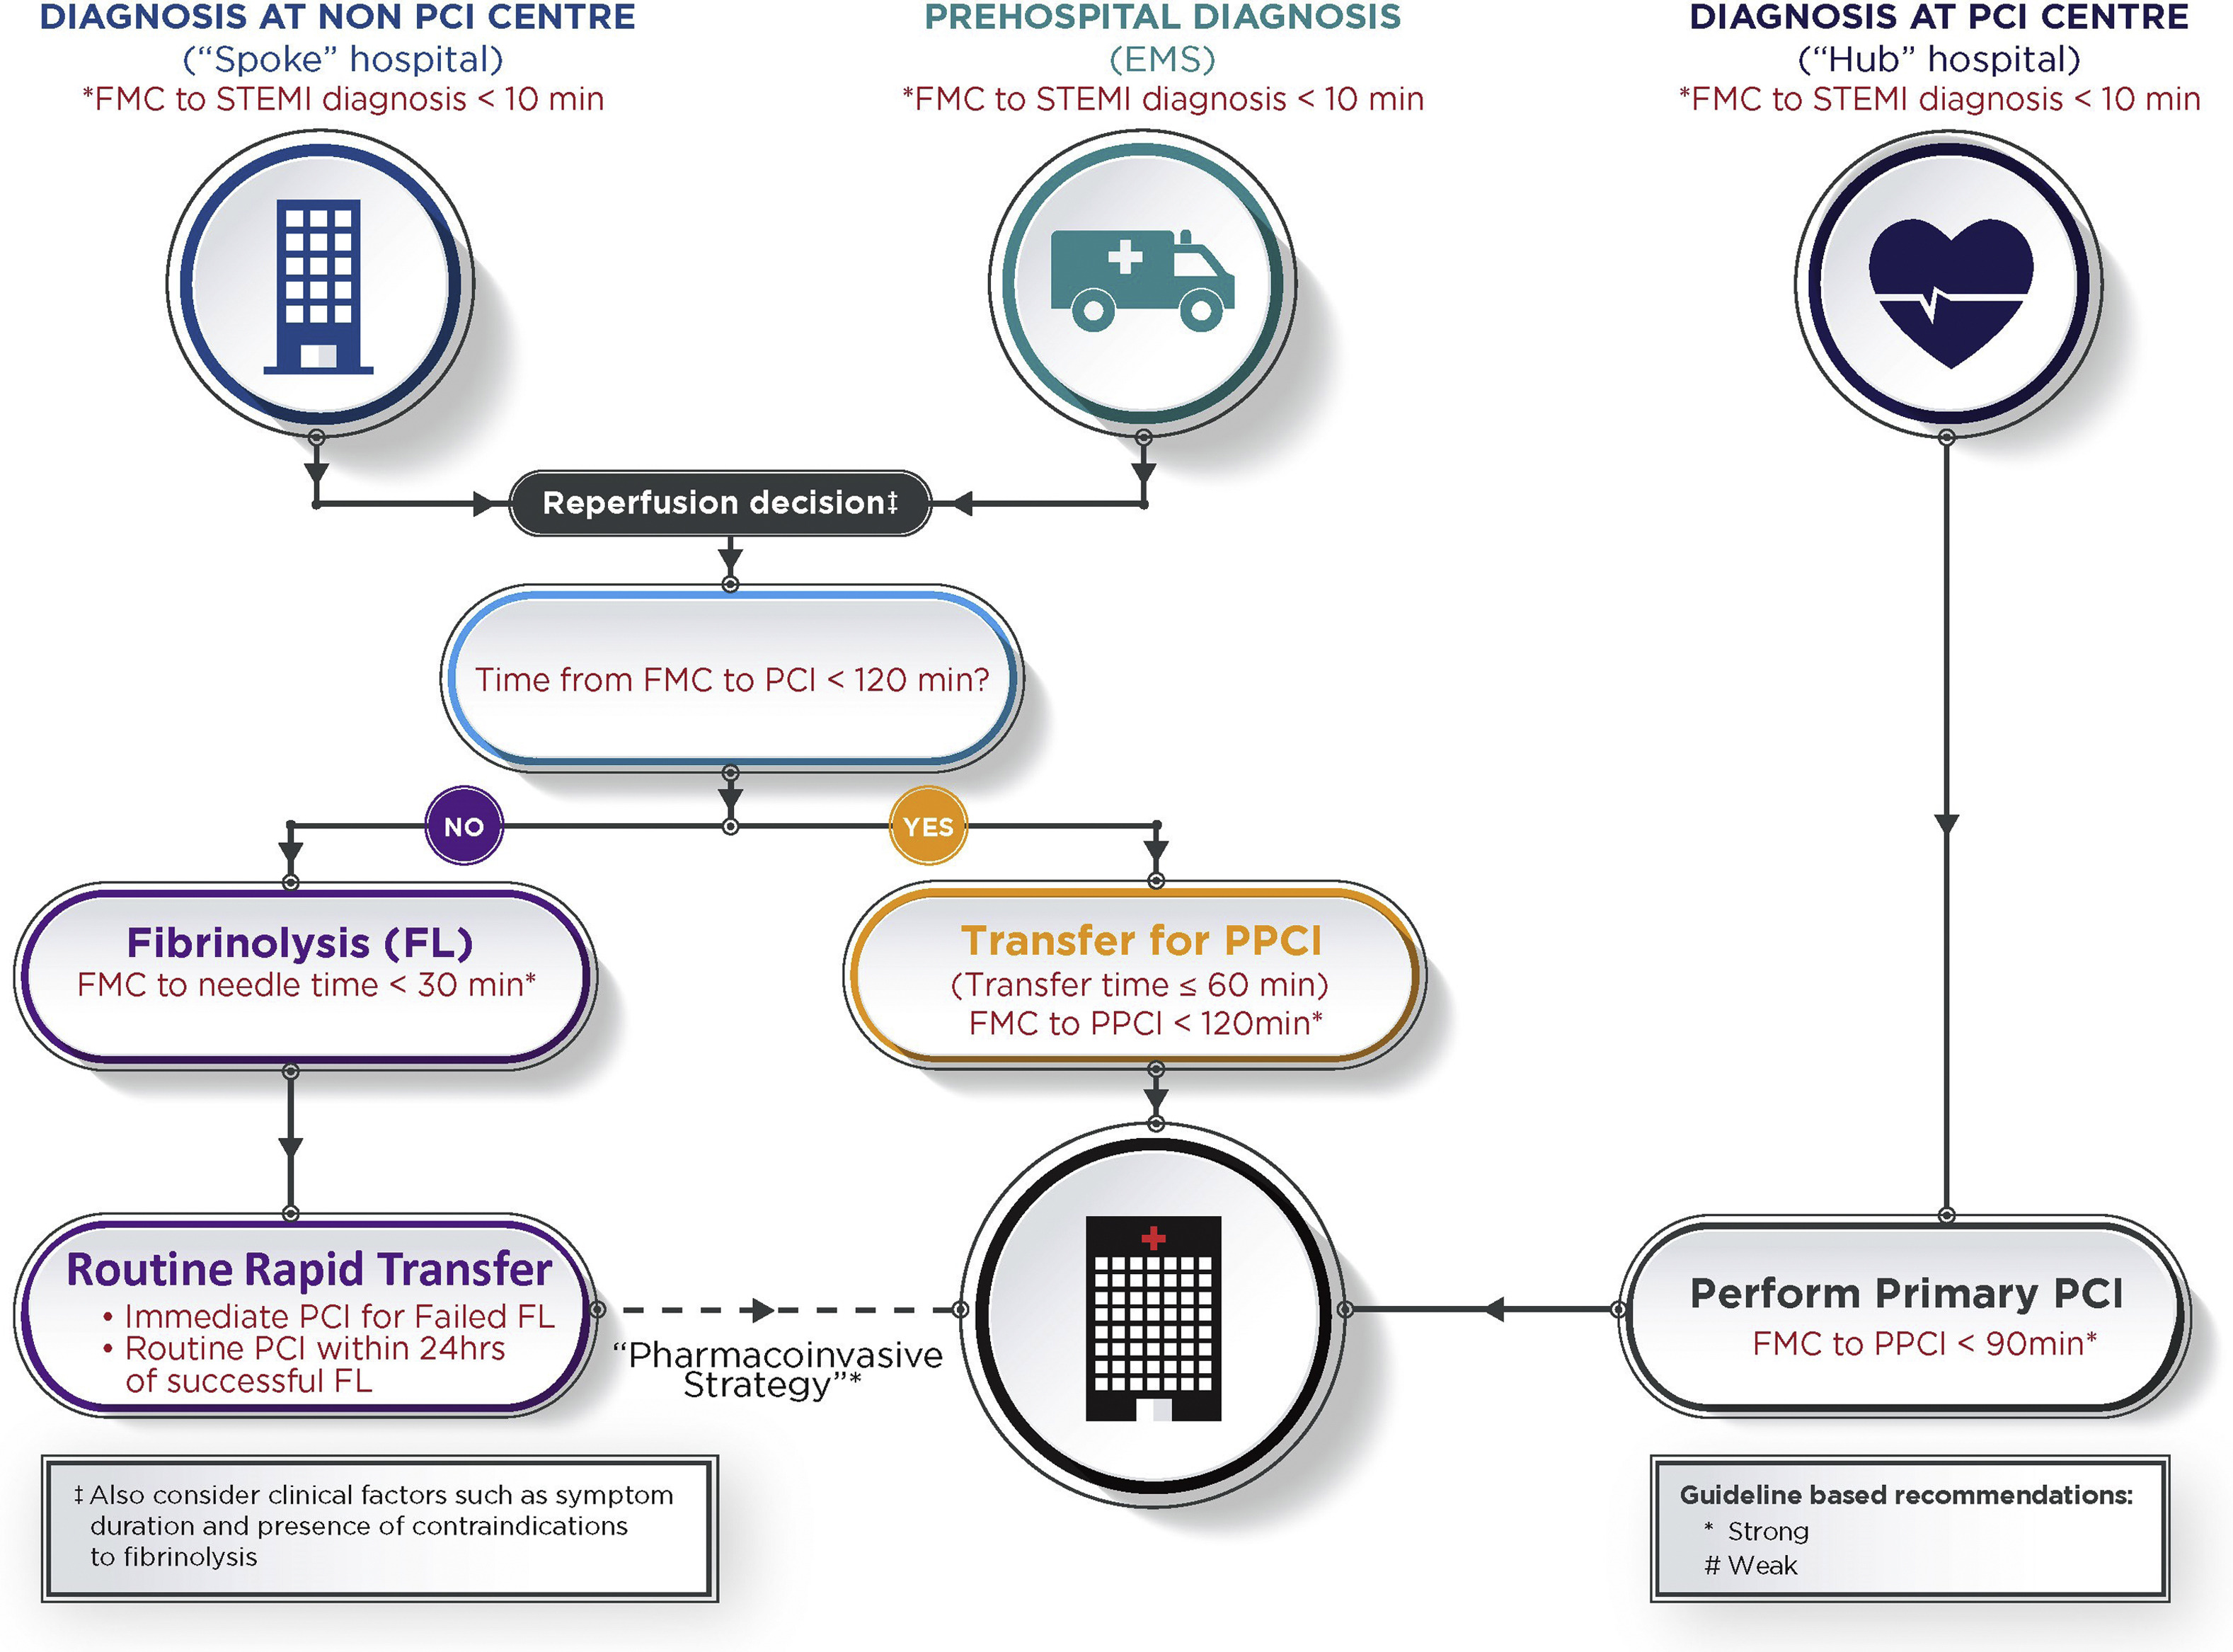 DIAGNOSIS AT NON PCI CENTRE
(“Spoke” hospital)
*FMC to STEMI diagnosis < 10 min
PREHOSPITAL DIAGNOSIS
(EMS)
*FMC to STEMI diagnosis < 10 min
DIAGNOSIS AT PCI CENTRE
(“Hub” hospital)
*FMC to STEMI diagnosis < 10 min
Reperfusion decision‡
Time from FMC to PCI < 120 min?
NO
YES
Fibrinolysis (FL)
FMC to needle time < 30 min*
Transfer for PPCI
(Transfer time ≤ 60 min)
FMC to PPCI < 120min*
Routine Rapid Transfer
• Immediate PCI for Failed FL
• Routine PCI within 24hrs
of successful FL
“Pharmacoinvasive
Strategy”*
Perform Primary PCI
FMC to PPCI < 90min*
‡ Also consider clinical factors such as symptom
duration and presence of contraindications
to fibrinolysis
Guideline based recommendations:
* Strong
# Weak